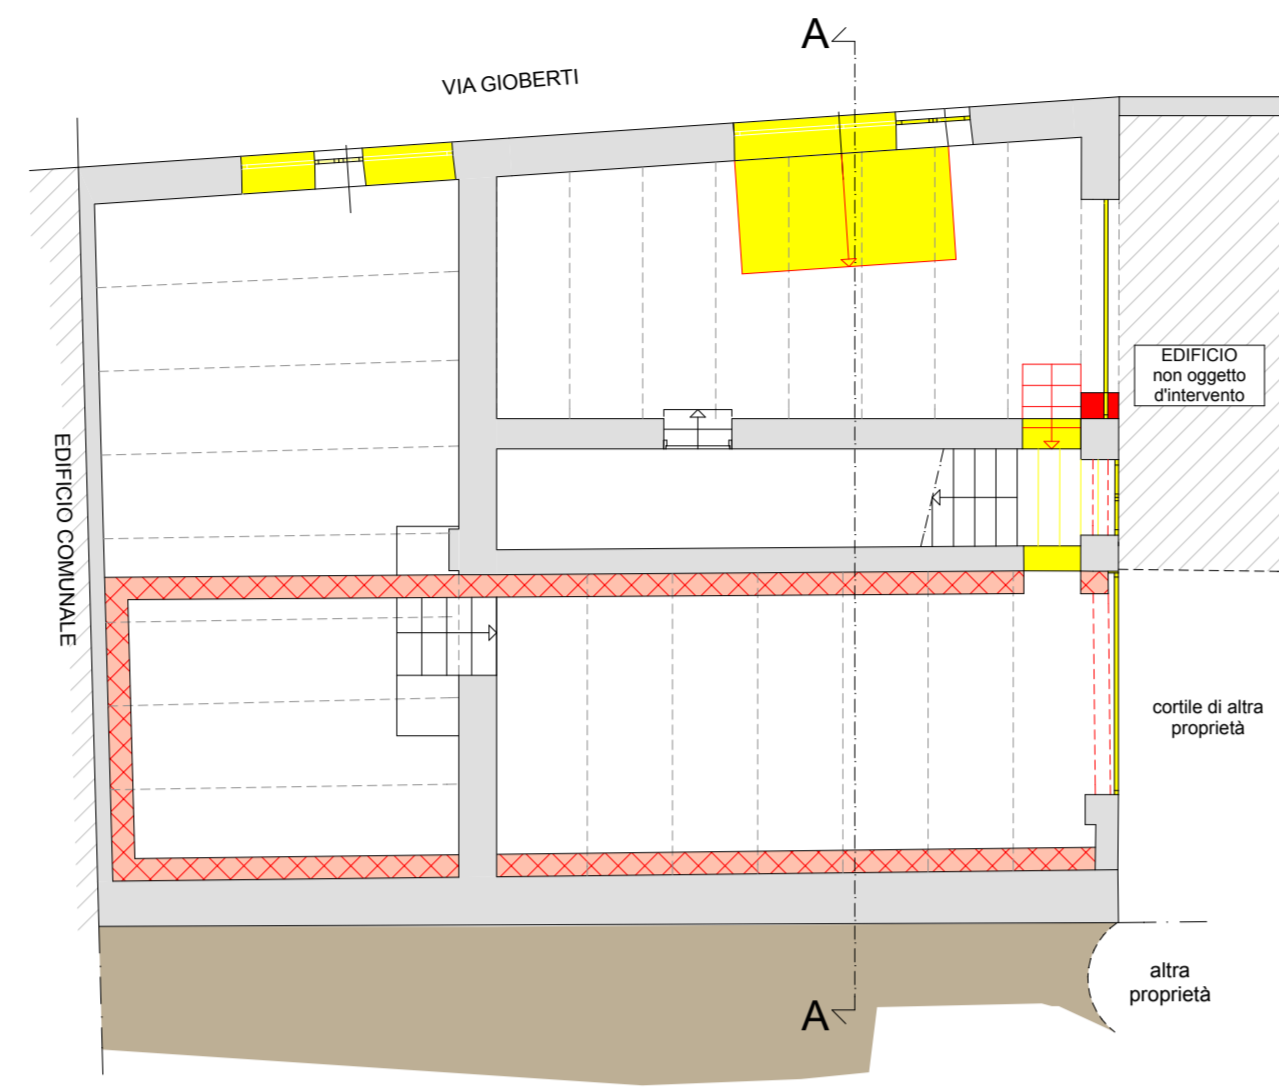 A
VIA GIOBERTI
EDIFICIO
non oggetto
d'intervento
EDIFICIO COMUNALE
cortile di altra
proprietà
altra
proprietà
A